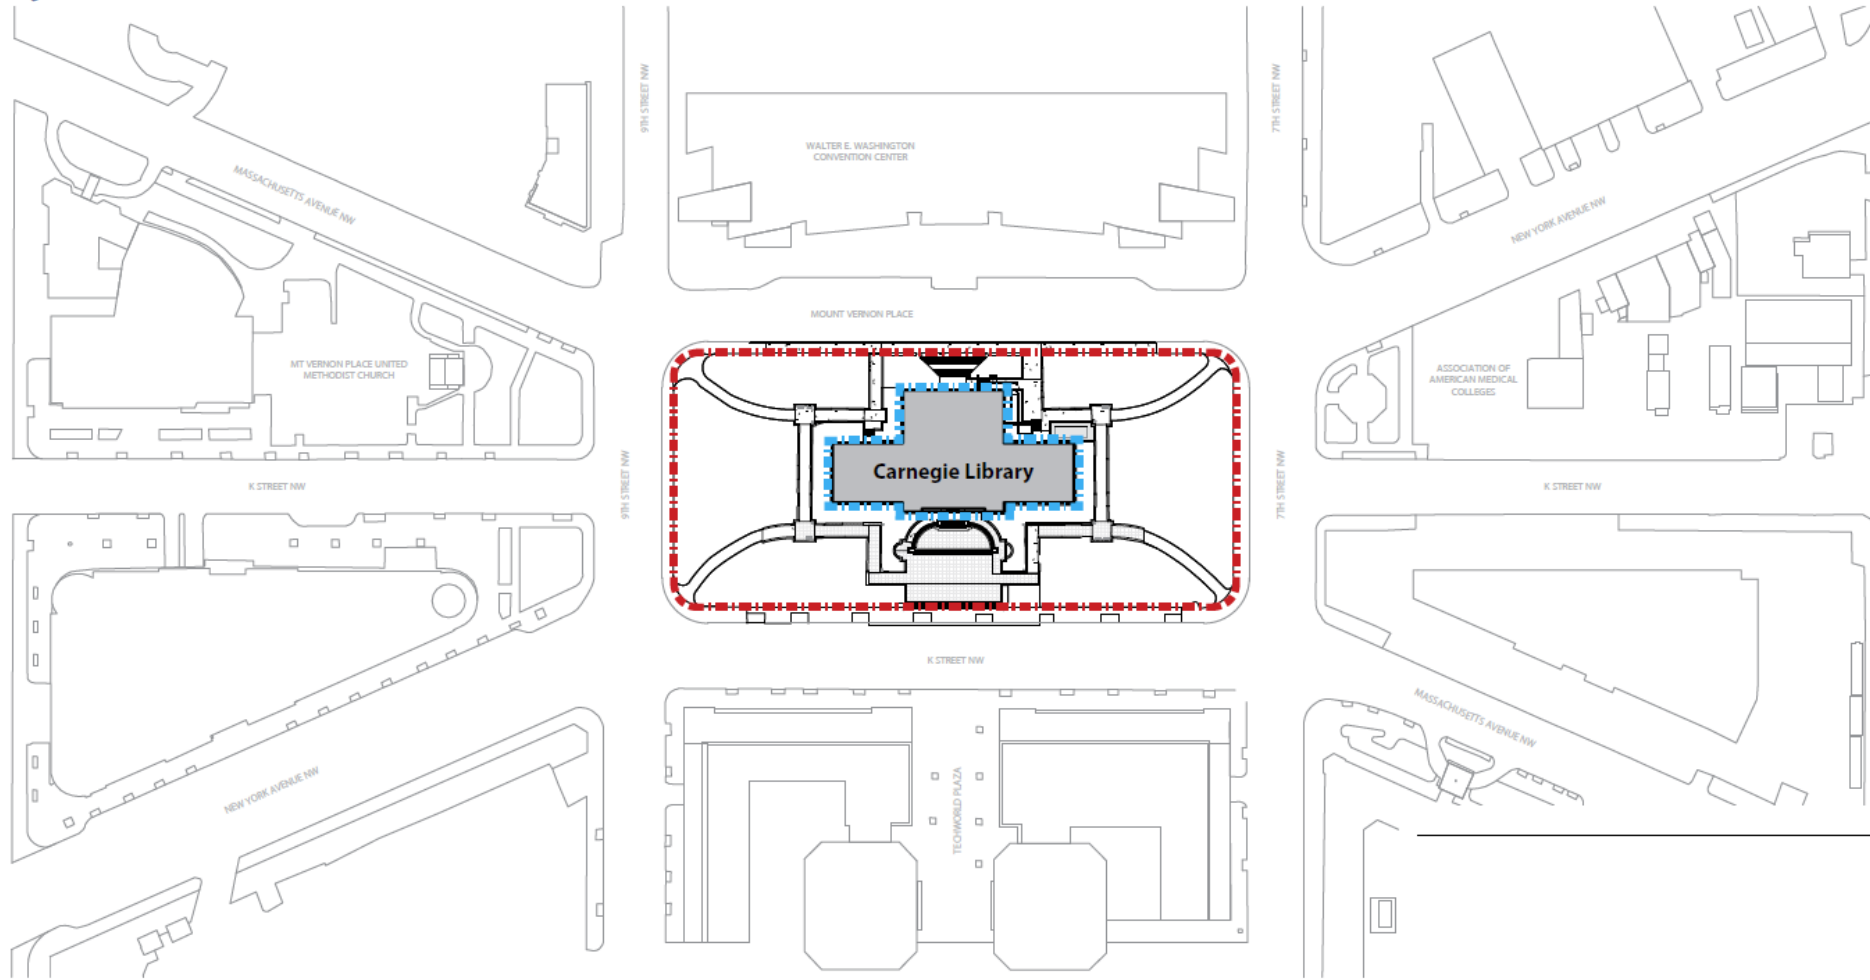 9TH STREET NW
7TH STREET NW
WALTER E. WASHINGTON
CONVENTION CENTER
MASSACHUSETTS AVENUE NW
NEW YORK AVENUE NW
MOUNT VERNON PLACE
MT VERNON PLACE UNITED
METHODIST CHURCH
ASSOCIATION OF
AMERICAN MEDICAL
COLLEGES
Carnegie Library
K STREET NW
9TH STREET NW
7TH STREET NW
K STREET NW
K STREET NW
MASSACHUSETTS AVENUE NW
NEW YORK AVENUE NW
TECHWORLD PLAZA